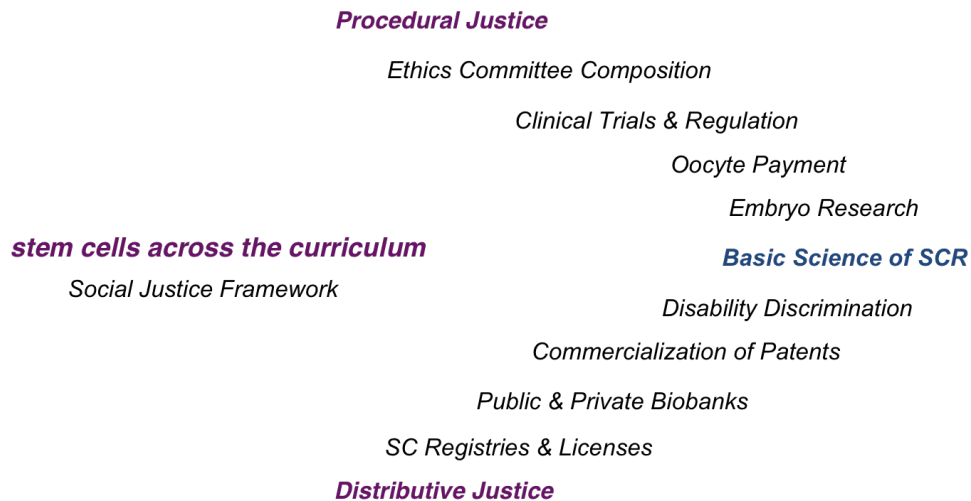 Procedural Justice
Ethics Committee Composition
Clinical Trials & Regulation
Oocyte Payment
Embryo Research
stem cells across the curriculum
Basic Science of SCR
Social Justice Framework
Disability Discrimination
Commercialization of Patents
Public & Private Biobanks
SC Registries & Licenses
Distributive Justice